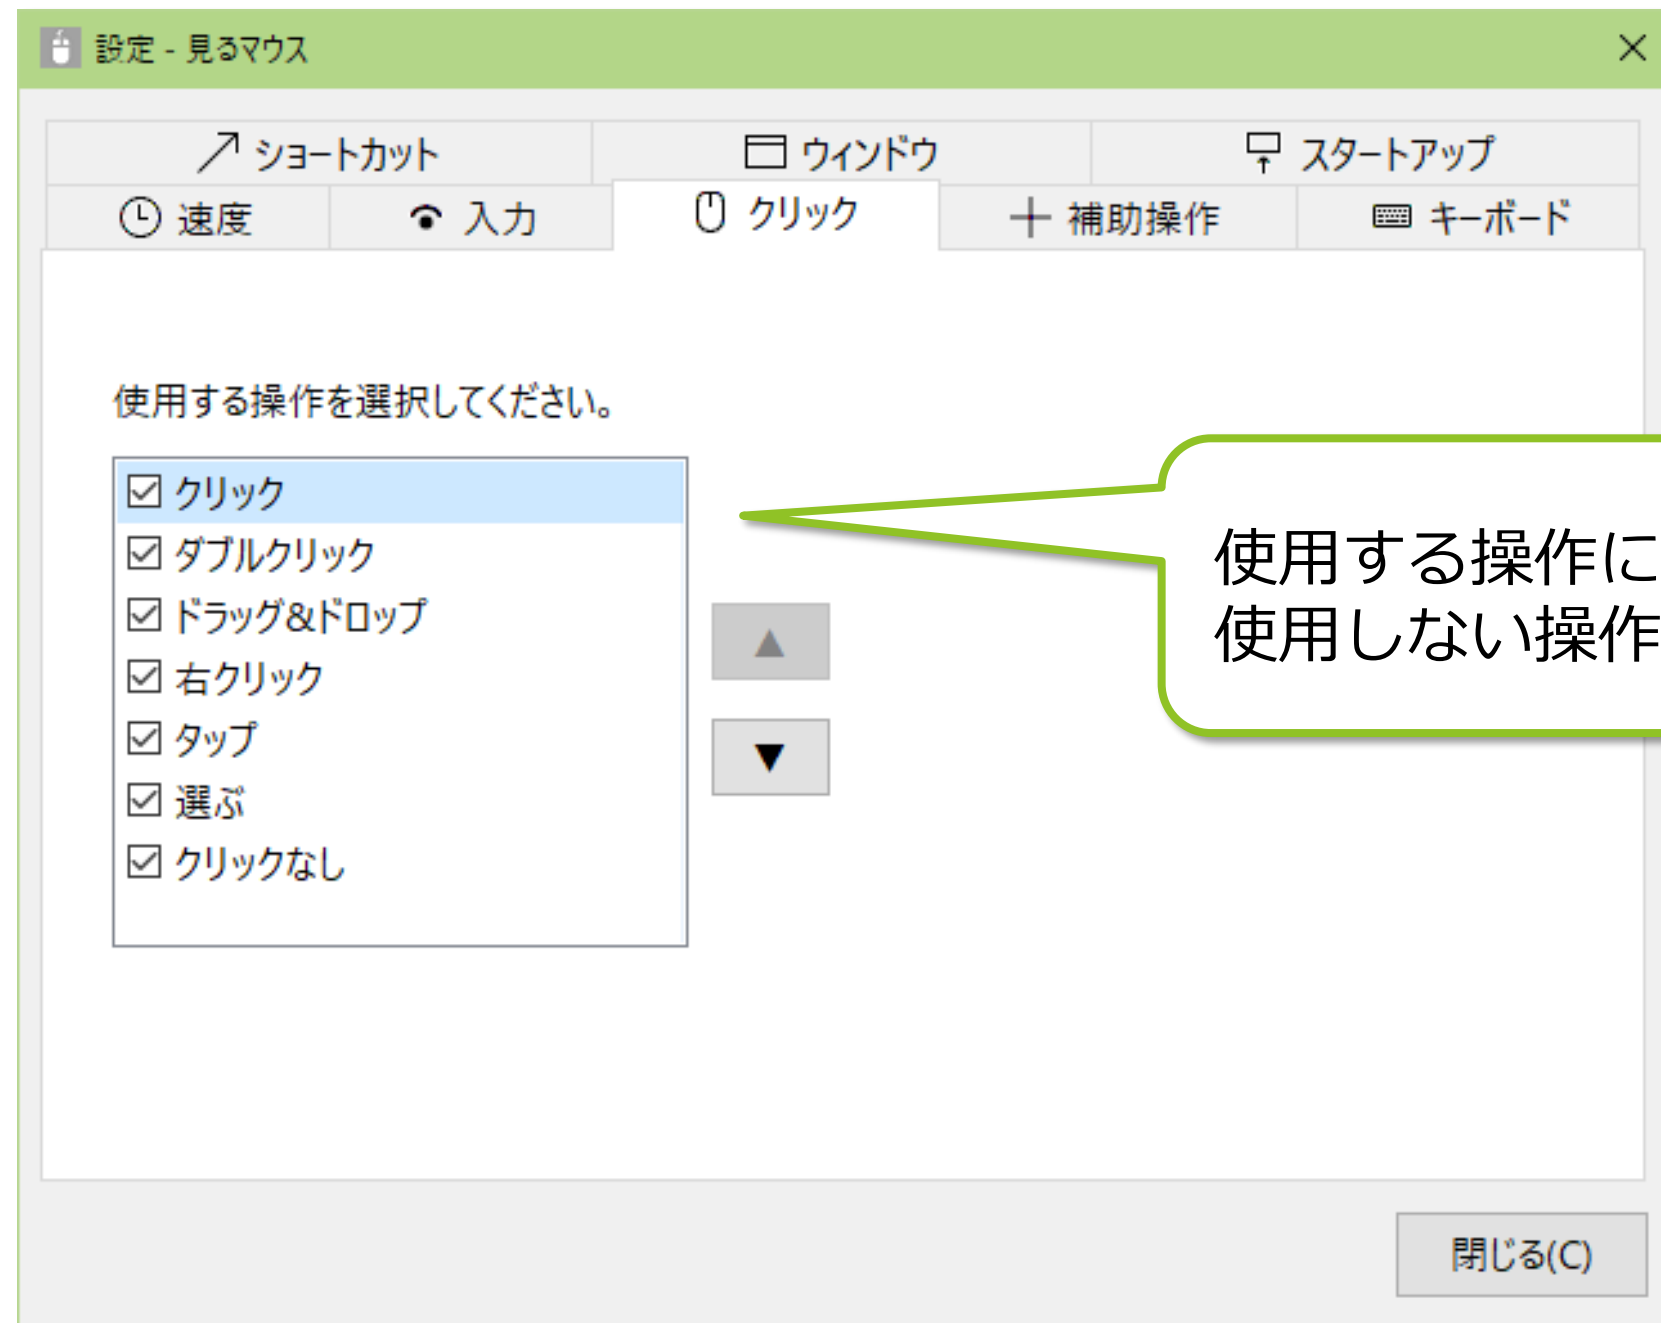 設定 - 見るマウス
ショートカット
ウィンドウ
スタートアップ
速度
入力
クリック
補助操作
キーボード
使用する操作を選択してください。
クリック
ダブルクリック
ドラッグ&ドロップ
右クリック
タップ
選ぶ
クリックなし
▲
▼
使用する操作に
使用しない操作
閉じる(C)